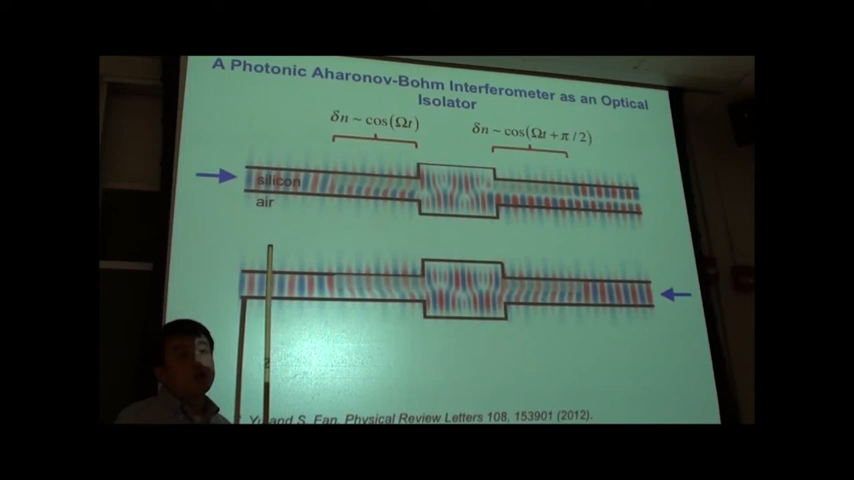 A Photonic Aharonov-Bohm Interferometer as an Optical
Isolator
δn ~ cos(Ωt)
δn ~ cos(Ωt + π/2)
silicon
air
Yu and S. Fan, Physical Review Letters 108, 153901 (2012).